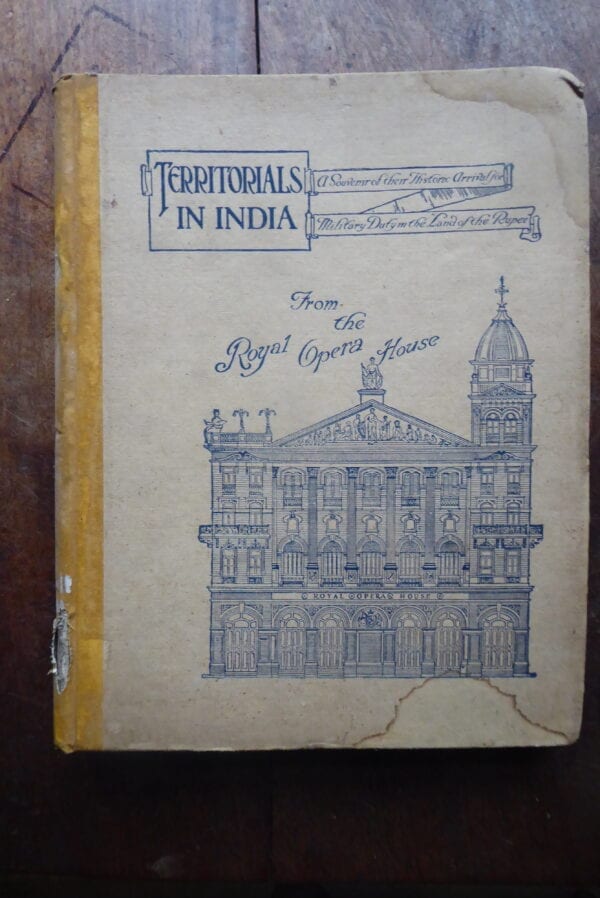 TERRITORIALS
IN INDIA
A Souvenir of their Historic Arrival for
Military Duty in the Land of the Rupee
From
the
Royal Opera House
ROYAL OPERA HOUSE